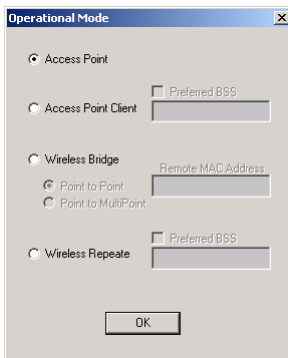 Operational Mode
Access Point
Preferred BSS
Access Point Client
Wireless Bridge
Remote MAC Address
Point to Point
Point to MultiPoint
Preferred BSS
Wireless Repeate
OK